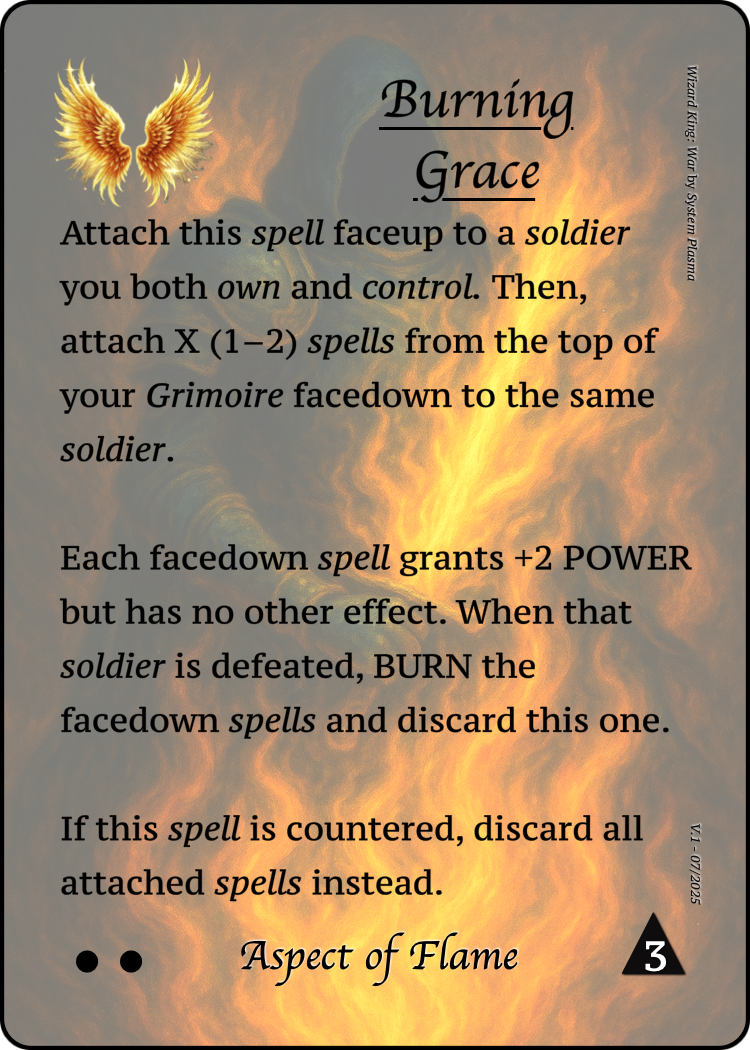 Burning
Grace
Wizard King: War by System Plasma
Attach this spell faceup to a soldier
you both own and control. Then,
attach X (1–2) spells from the top of
your Grimoire facedown to the same
soldier.
Each facedown spell grants +2 POWER
but has no other effect. When that
soldier is defeated, BURN the
facedown spells and discard this one.
If this spell is countered, discard all
attached spells instead.
V.1 - 07/2025
Aspect of Flame
3